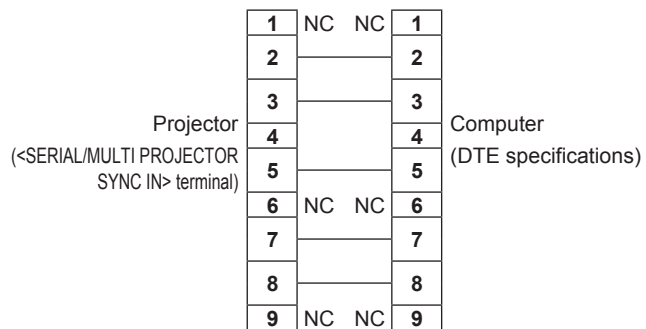 1 NC NC 1
2 2
3 3
Projector 4 4 Computer
(<SERIAL/MULTI PROJECTOR 5 5 (DTE specifications)
SYNC IN> terminal)
6 NC NC 6
7 7
8 8
9 NC NC 9